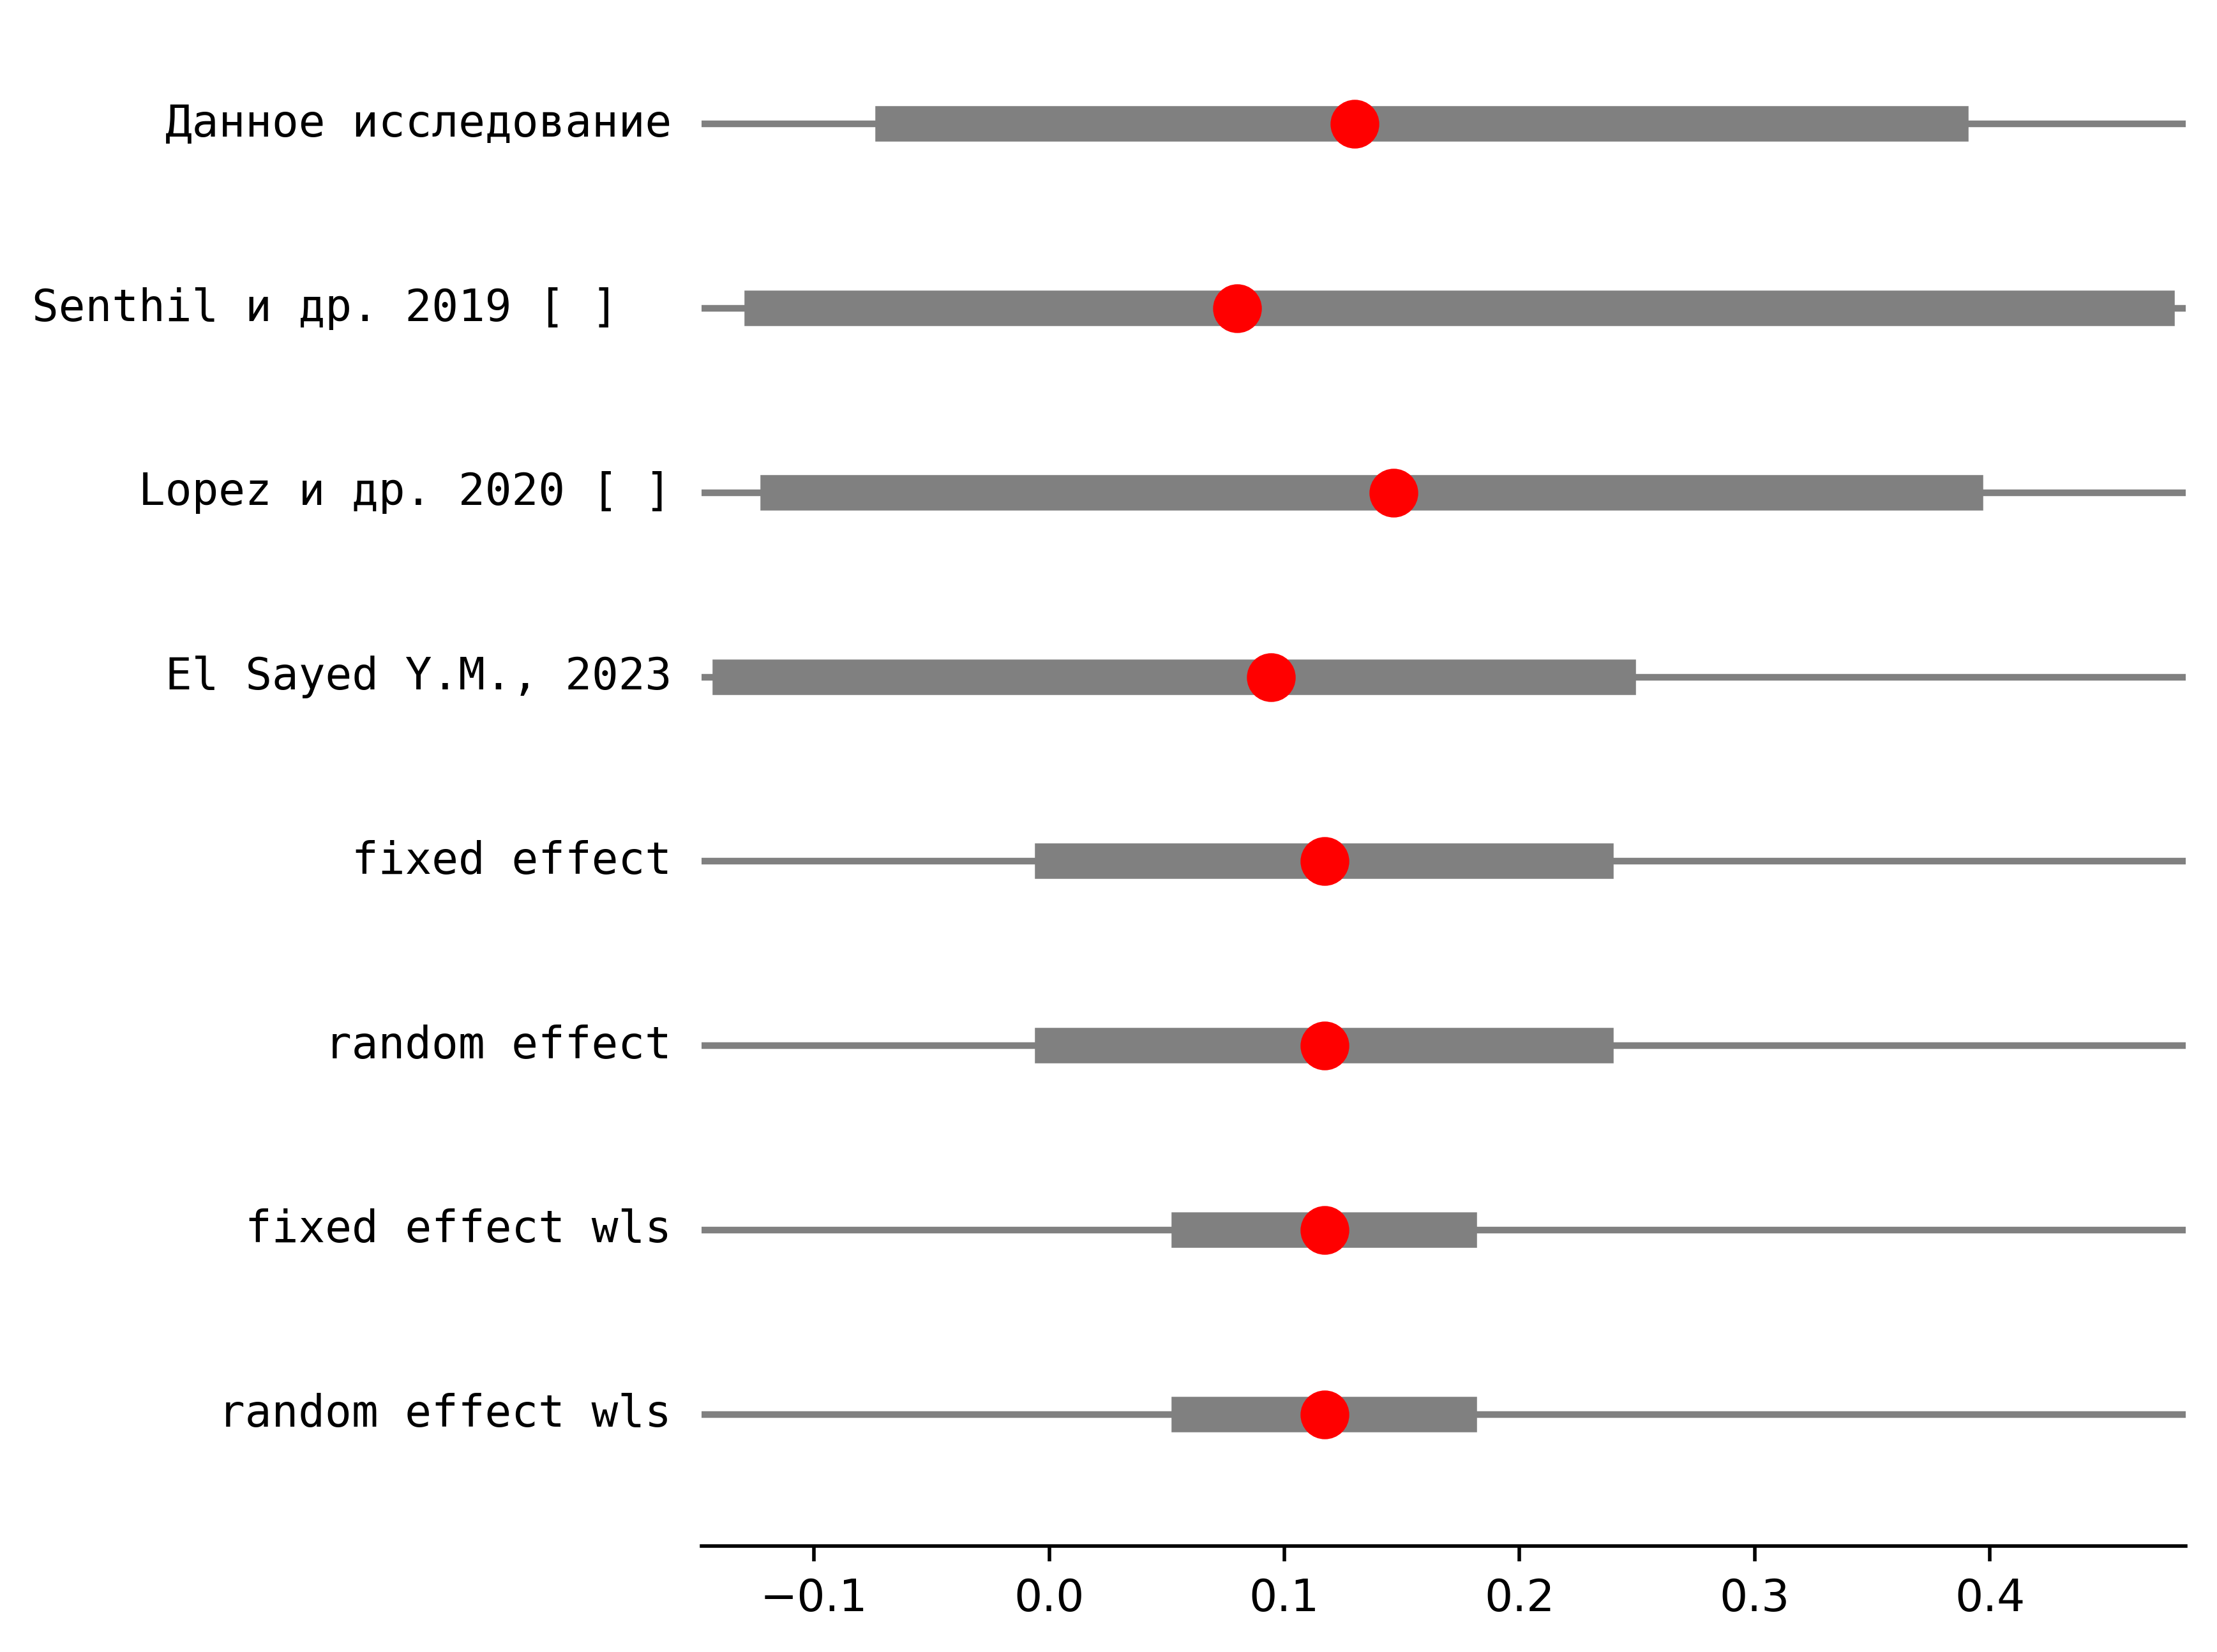 Данное исследование
Senthil и др. 2019 [ ]
Lopez и др. 2020 [ ]
El Sayed Y.M., 2023
fixed effect
random effect
fixed effect wls
random effect wls
−0.1 0.0 0.1 0.2 0.3 0.4